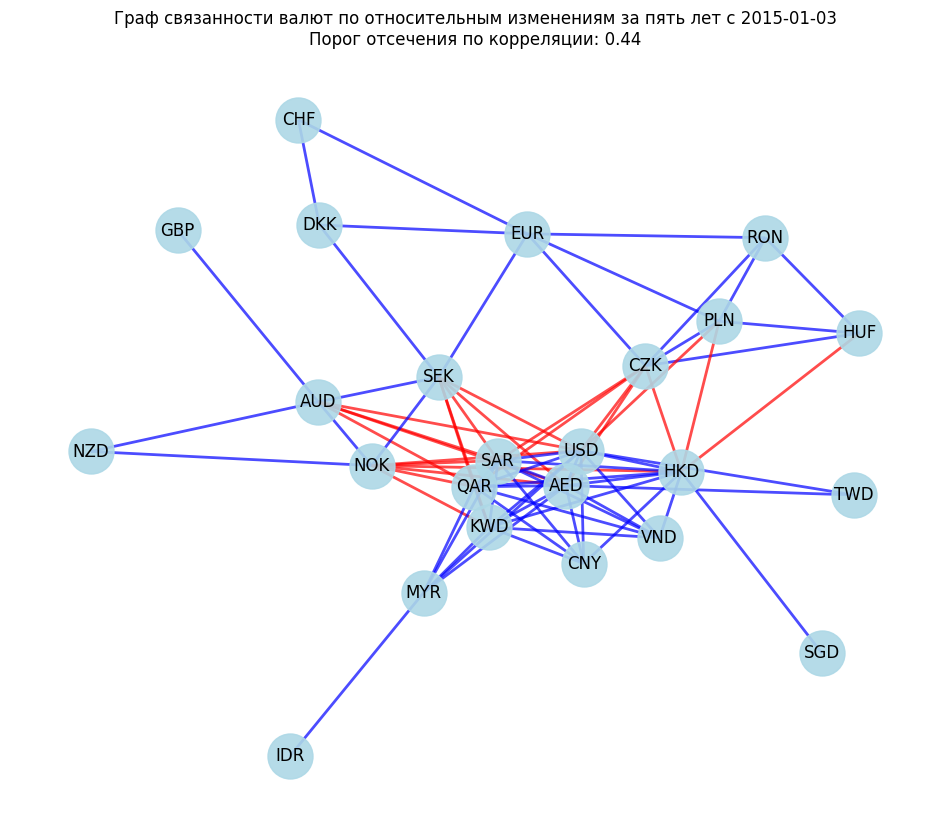 Граф связанности валют по относительным изменениям за пять лет с 2015-01-03
Порог отсечения по корреляции: 0.44
CHF
DKK
GBP
EUR
RON
PLN
HUF
CZK
SEK
AUD
NZD
NOK
SAR
USD
HKD
QAR
AED
TWD
KWD
VND
CNY
MYR
SGD
IDR